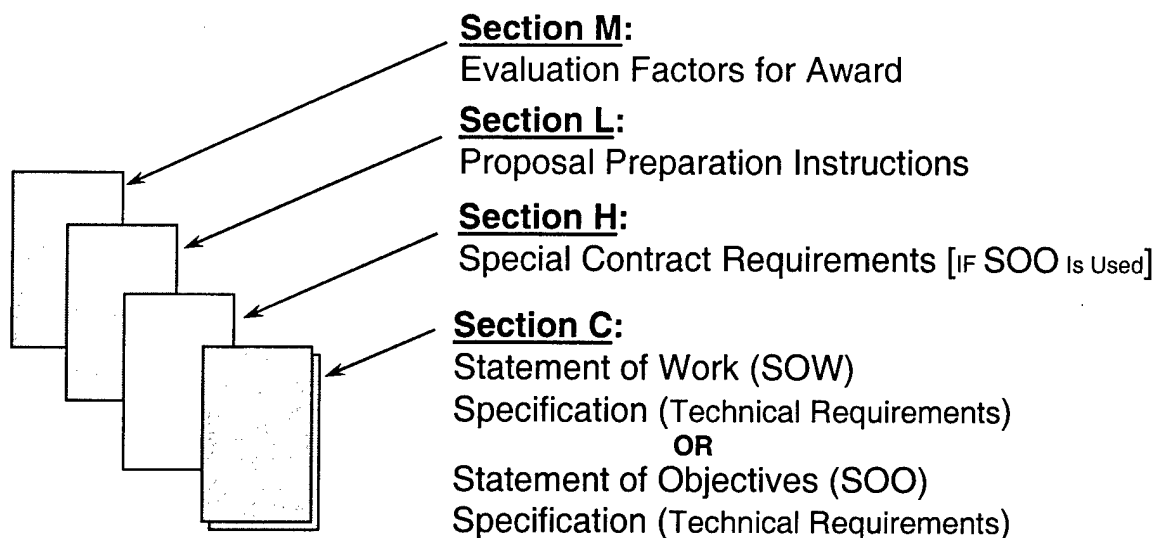 Section M:
Evaluation Factors for Award
Section L:
Proposal Preparation Instructions
Section H:
Special Contract Requirements [IF SOO Is Used]
Section C:
Statement of Work (SOW)
Specification (Technical Requirements)
OR
Statement of Objectives (SOO)
Specification (Technical Requirements)